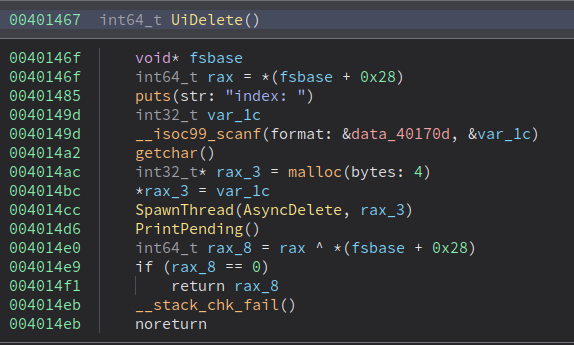 00401467 int64_t UiDelete()
0040146f void* fsbase
0040146f int64_t rax = *(fsbase + 0x28)
00401485 puts(str: "index: ")
0040149d int32_t var_1c
0040149d __isoc99_scanf(format: &data_40170d, &var_1c)
004014a2 getchar()
004014ac int32_t* rax_3 = malloc(bytes: 4)
004014bc *rax_3 = var_1c
004014cc SpawnThread(AsyncDelete, rax_3)
004014d6 PrintPending()
004014e0 int64_t rax_8 = rax ^ *(fsbase + 0x28)
004014e9 if (rax_8 == 0)
004014f1 return rax_8
004014eb __stack_chk_fail()
004014eb noreturn